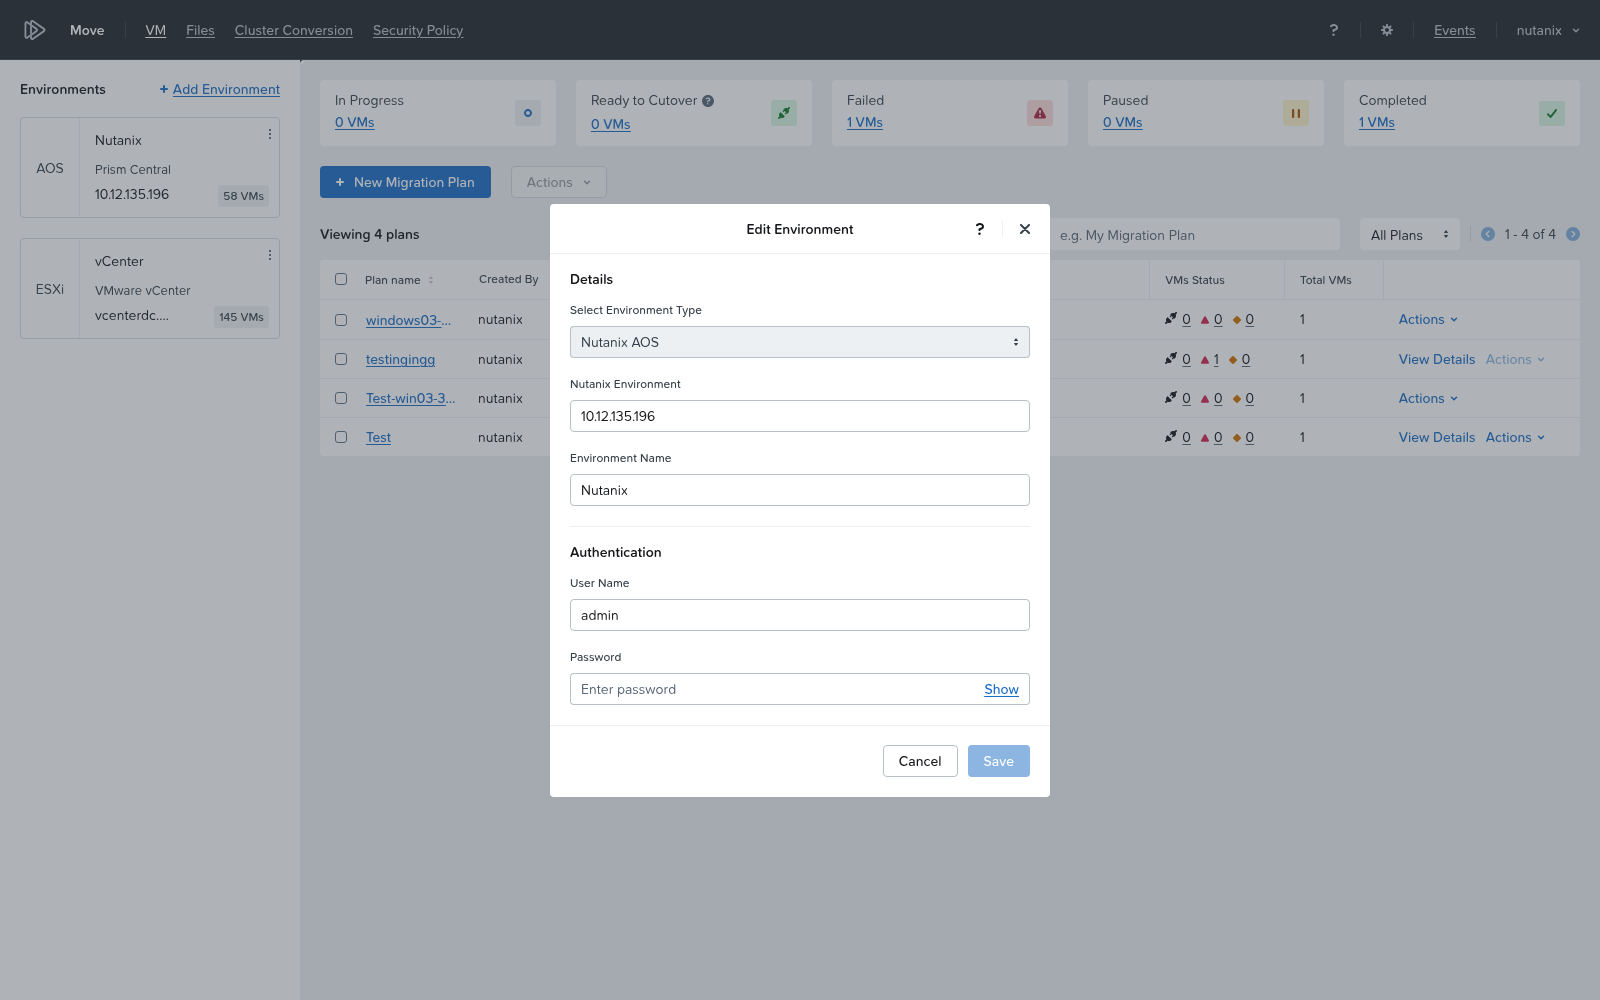 Move
VM
Files
Cluster Conversion
Security Policy
?
Events
nutanix
Environments
+ Add Environment
AOS
Nutanix
Prism Central
10.12.135.196
58 VMs
ESXi
vCenter
VMware vCenter
vcenterdc....
145 VMs
In Progress
0 VMs
Ready to Cutover ?
0 VMs
Failed
1 VMs
Paused
0 VMs
Completed
1 VMs
+ New Migration Plan
Actions
Viewing 4 plans
e.g. My Migration Plan
All Plans
1 - 4 of 4
Plan name
Created By
VMs Status
Total VMs
windows03-...
nutanix
0 0 0
1
Actions
testingingg
nutanix
0 1 0
1
View Details
Actions
Test-win03-3...
nutanix
0 0 0
1
Actions
Test
nutanix
0 0 0
1
View Details
Actions
Edit Environment
?
Details
Select Environment Type
Nutanix AOS
Nutanix Environment
10.12.135.196
Environment Name
Nutanix
Authentication
User Name
admin
Password
Enter password
Show
Cancel
Save